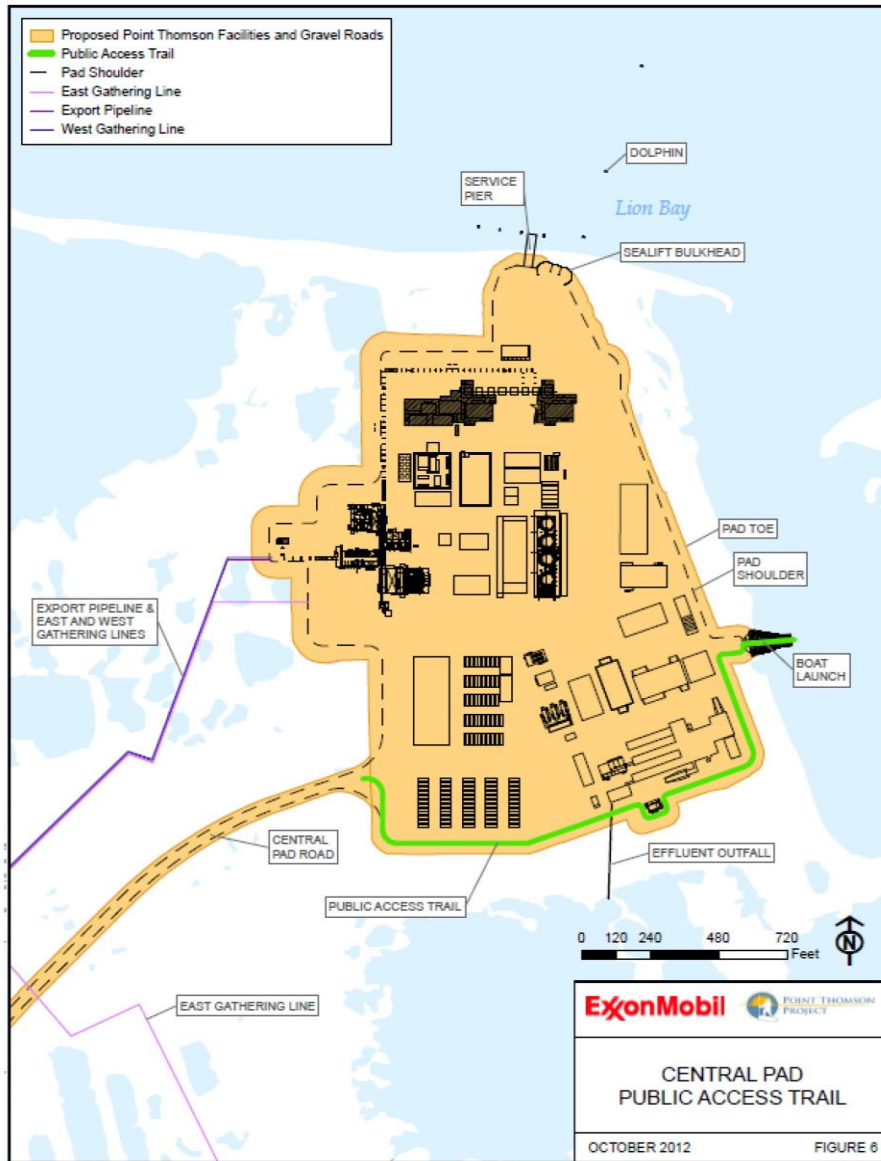 Proposed Point Thomson Facilities and Gravel Roads
Public Access Trail
Pad Shoulder
East Gathering Line
Export Pipeline
West Gathering Line
DOLPHIN
SERVICE
PIER
Lion Bay
SEALIFT BULKHEAD
PAD TOE
PAD
SHOULDER
EXPORT PIPELINE &
EAST AND WEST
GATHERING LINES
BOAT
LAUNCH
CENTRAL
PAD ROAD
EFFLUENT OUTFALL
PUBLIC ACCESS TRAIL
0 120 240 480 720
Feet
N
EAST GATHERING LINE
ExxonMobil
POINT THOMSON
PROJECT
CENTRAL PAD
PUBLIC ACCESS TRAIL
OCTOBER 2012 FIGURE 6